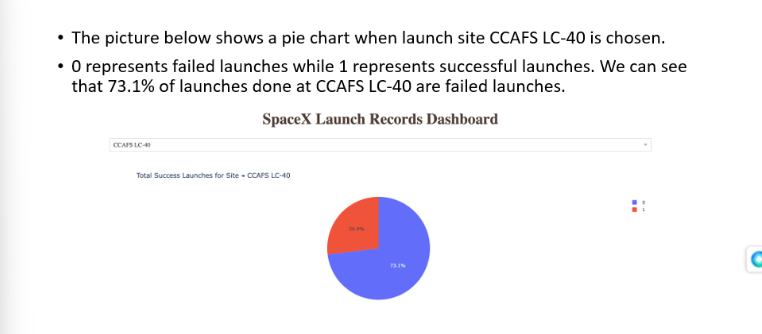 • The picture below shows a pie chart when launch site CCAFS LC-40 is chosen.
• 0 represents failed launches while 1 represents successful launches. We can see
that 73.1% of launches done at CCAFS LC-40 are failed launches.
SpaceX Launch Records Dashboard
CCAFS LC-40
Total Success Launches for Site → CCAFS LC-40
0
1
26.9%
73.1%